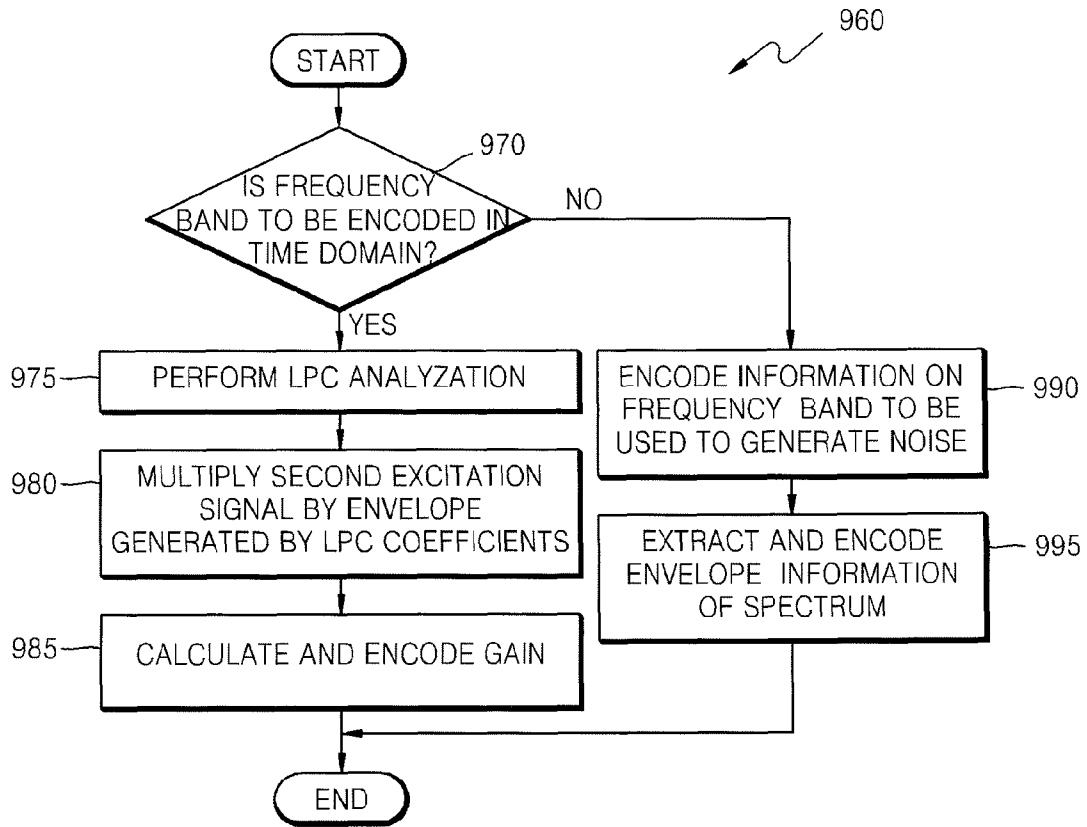 960
START
970
IS FREQUENCY
BAND TO BE ENCODED IN
TIME DOMAIN?
NO
YES
975
PERFORM LPC ANALYZATION
980
MULTIPLY SECOND EXCITATION
SIGNAL BY ENVELOPE
GENERATED BY LPC COEFFICIENTS
985
CALCULATE AND ENCODE GAIN
990
ENCODE INFORMATION ON
FREQUENCY BAND TO BE
USED TO GENERATE NOISE
995
EXTRACT AND ENCODE
ENVELOPE INFORMATION
OF SPECTRUM
END